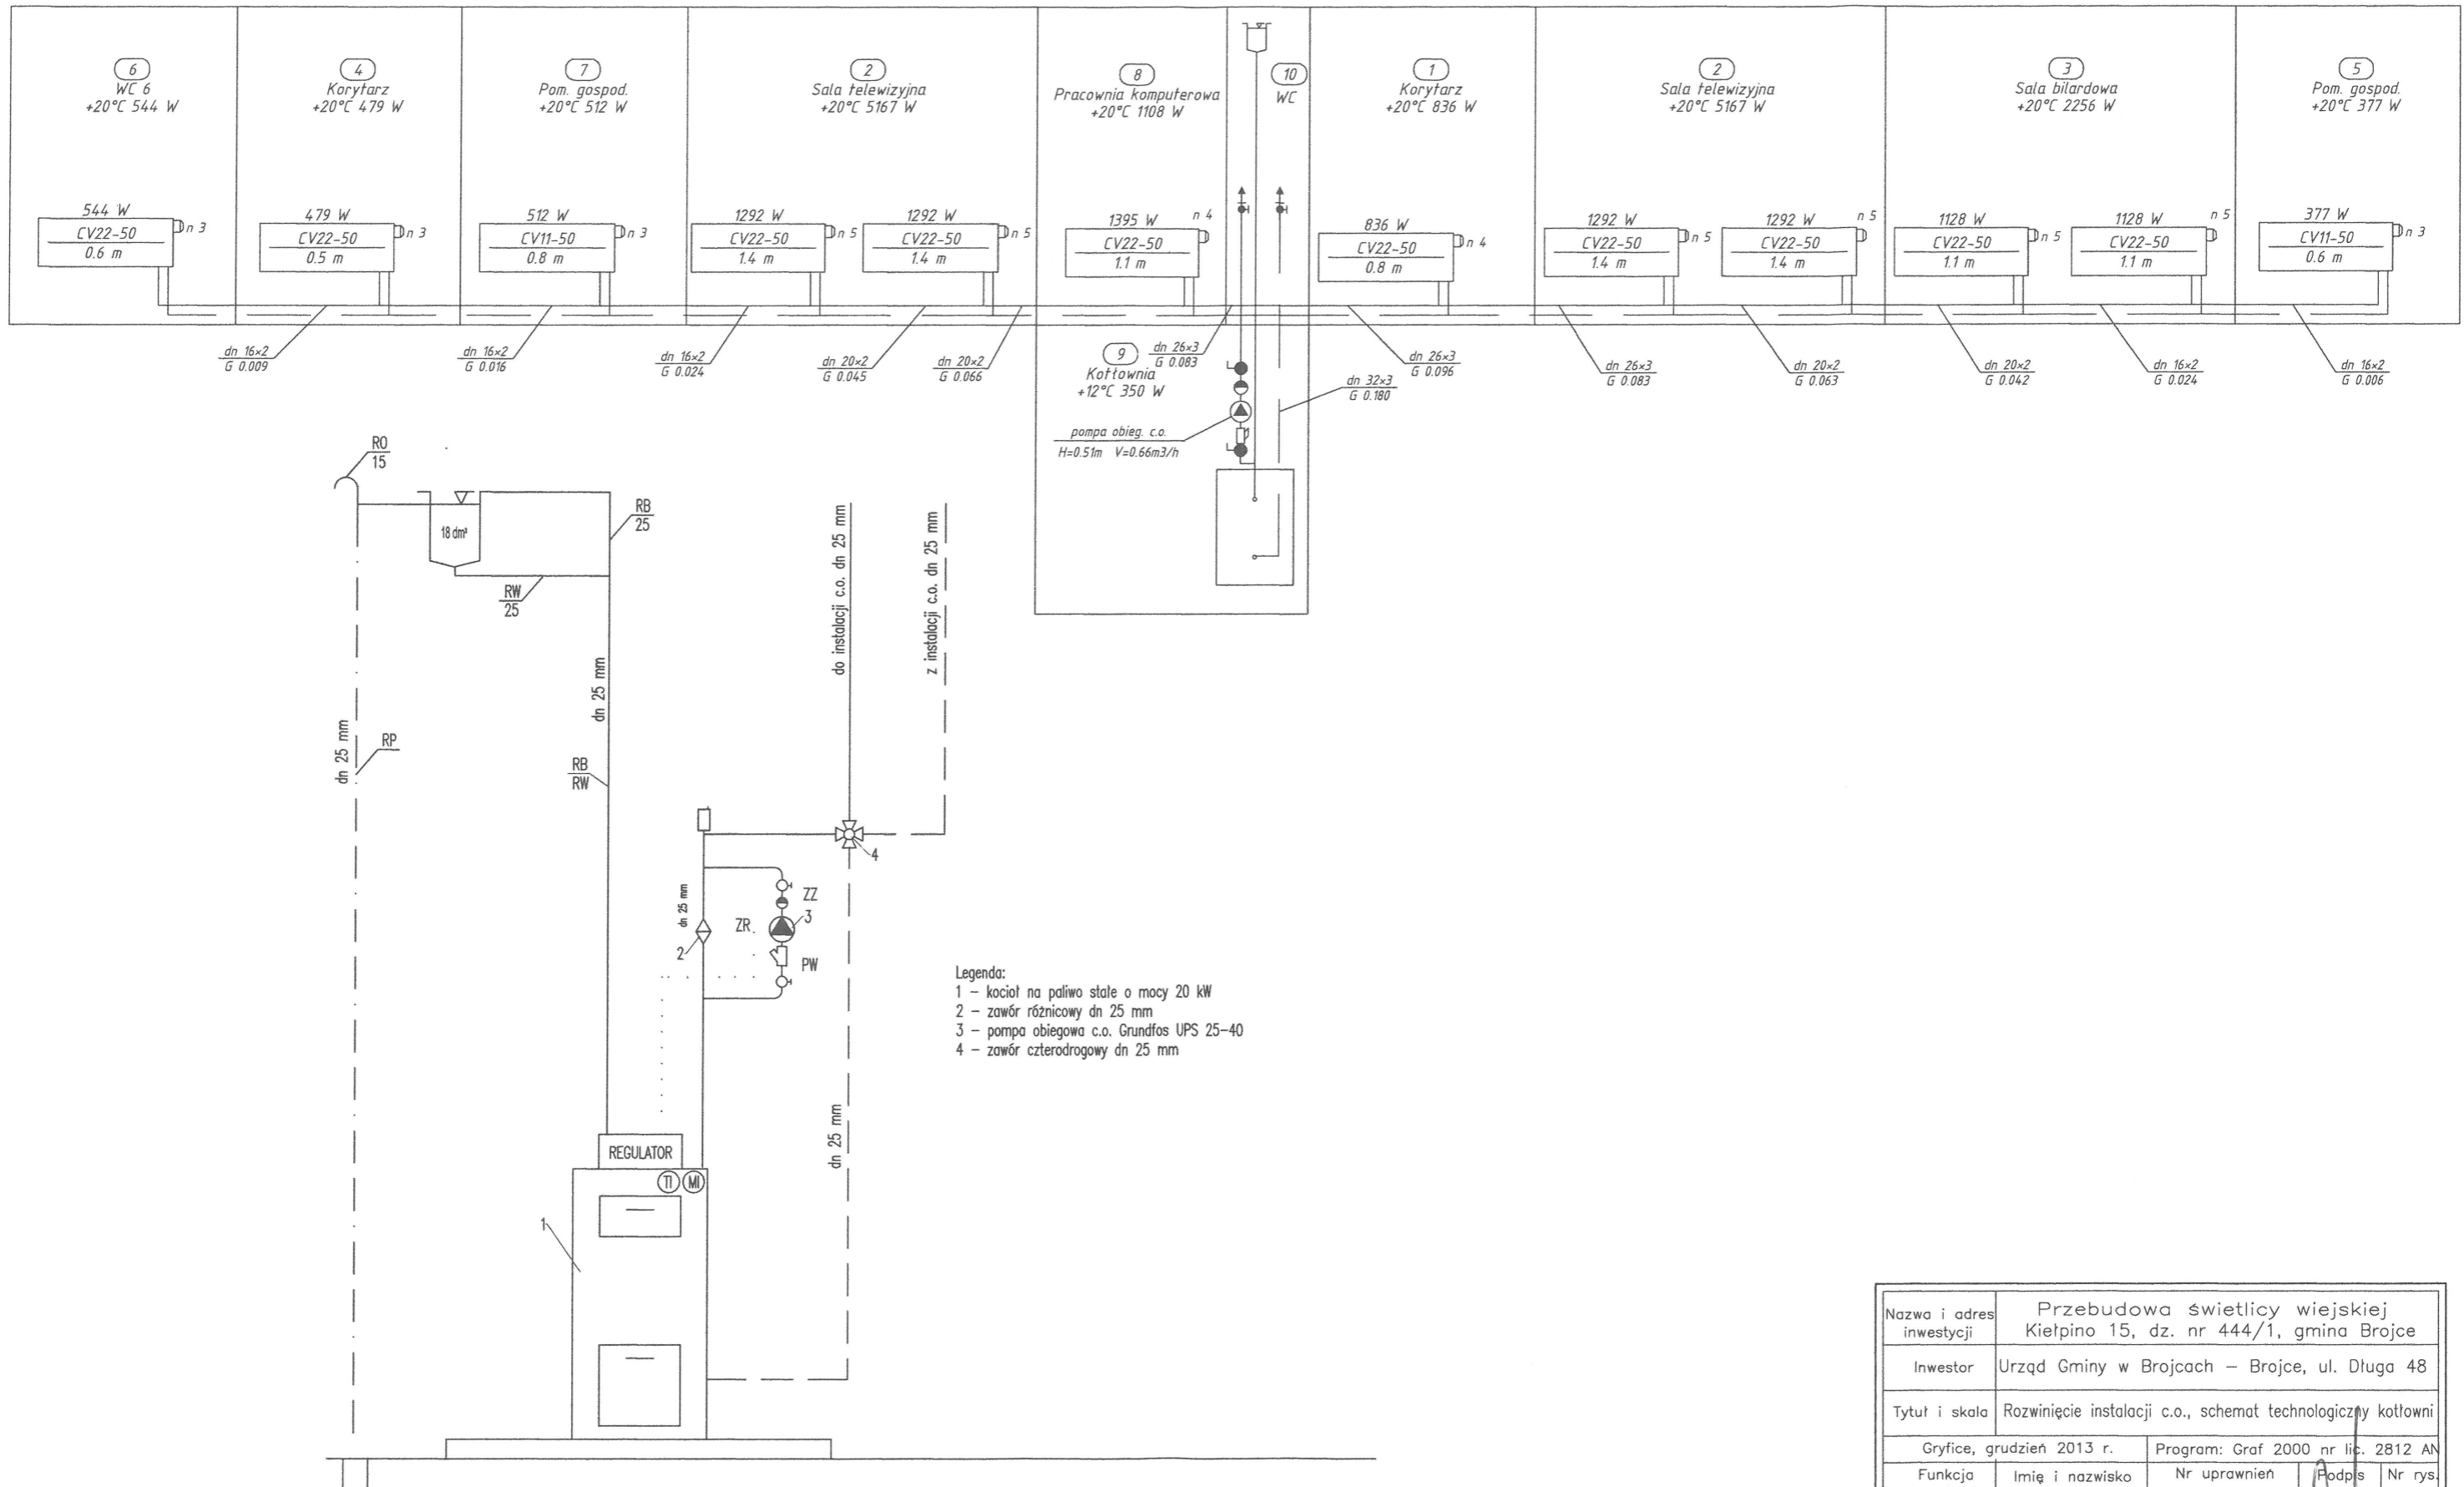 6
WC 6
+20°C 544 W
4
Korytarz
+20°C 479 W
7
Pom. gospod.
+20°C 512 W
2
Sala telewizyjna
+20°C 5167 W
8
Pracownia komputerowa
+20°C 1108 W
10
WC
1
Korytarz
+20°C 836 W
2
Sala telewizyjna
+20°C 5167 W
3
Sala bilardowa
+20°C 2256 W
5
Pom. gospod.
+20°C 377 W
544 W
CV22-50
0.6 m
n 3
479 W
CV22-50
0.5 m
n 3
512 W
CV11-50
0.8 m
n 3
1292 W
CV22-50
1.4 m
n 5
1292 W
CV22-50
1.4 m
n 5
1395 W
n 4
CV22-50
1.1 m
836 W
CV22-50
0.8 m
n 4
1292 W
CV22-50
1.4 m
n 5
1292 W
n 5
CV22-50
1.4 m
1128 W
CV22-50
1.1 m
n 5
1128 W
n 5
CV22-50
1.1 m
377 W
CV11-50
0.6 m
n 3
dn 16×2
G 0.009
dn 16×2
G 0.016
dn 16×2
G 0.024
dn 20×2
G 0.045
dn 20×2
G 0.066
dn 26×3
G 0.083
dn 26×3
G 0.096
dn 26×3
G 0.083
dn 20×2
G 0.063
dn 20×2
G 0.042
dn 16×2
G 0.024
dn 16×2
G 0.006
9
Kotłownia
+12°C 350 W
dn 32×3
G 0.180
pompa obieg. c.o.
H=0.51m V=0.66m3/h
RO
15
18 dm³
RB
25
RW
25
do instalacji c.o. dn 25 mm
z instalacji c.o. dn 25 mm
dn 25 mm
dn 25 mm
RP
RB
RW
4
dn 25 mm
ZZ
3
ZR
2
PW
dn 25 mm
REGULATOR
TI
MI
1
Legenda:
1 – kocioł na paliwo stałe o mocy 20 kW
2 – zawór różnicowy dn 25 mm
3 – pompa obiegowa c.o. Grundfos UPS 25-40
4 – zawór czterodrogowy dn 25 mm
Nazwa i adres
inwestycji
Przebudowa świetlicy wiejskiej
Kiełpino 15, dz. nr 444/1, gmina Brojce
Inwestor
Urząd Gminy w Brojcach – Brojce, ul. Długa 48
Tytuł i skala
Rozwinięcie instalacji c.o., schemat technologiczny kotłowni
Gryfice, grudzień 2013 r.
Program: Graf 2000 nr lic. 2812 AN
Funkcja
Imię i nazwisko
Nr uprawnień
Podpis
Nr rys.